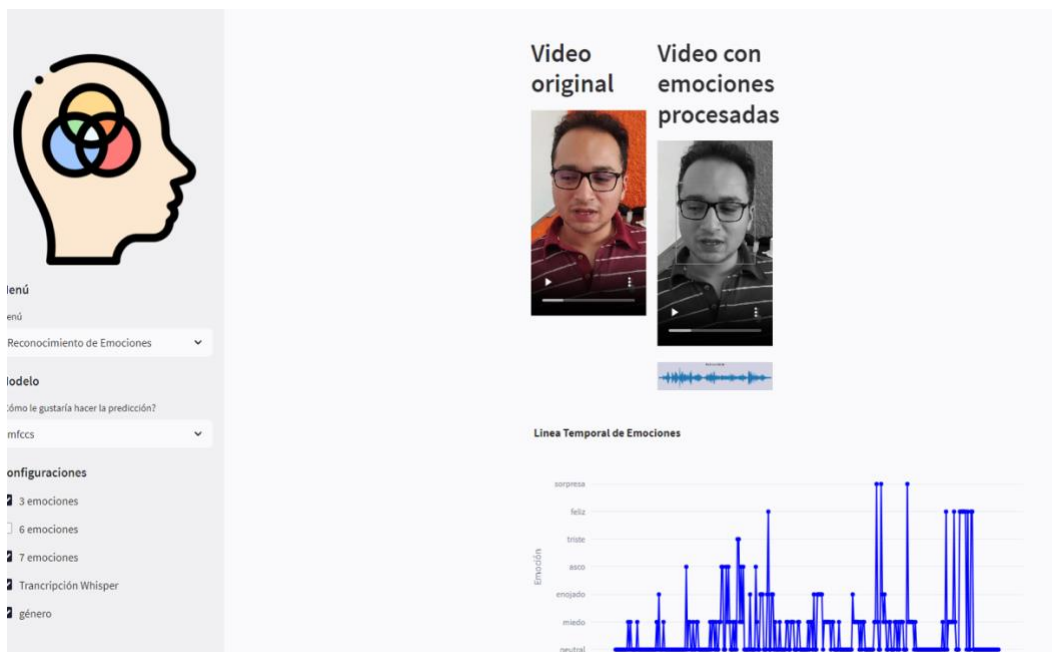 enú
enú
Reconocimiento de Emociones
odelo
ómo le gustaría hacer la predicción?
mfccs
onfiguraciones
3 emociones
6 emociones
7 emociones
Trancripción Whisper
género
Video
original
Video con
emociones
procesadas
Linea Temporal de Emociones
sorpresa
feliz
triste
asco
enojado
miedo
neutral
Emoción